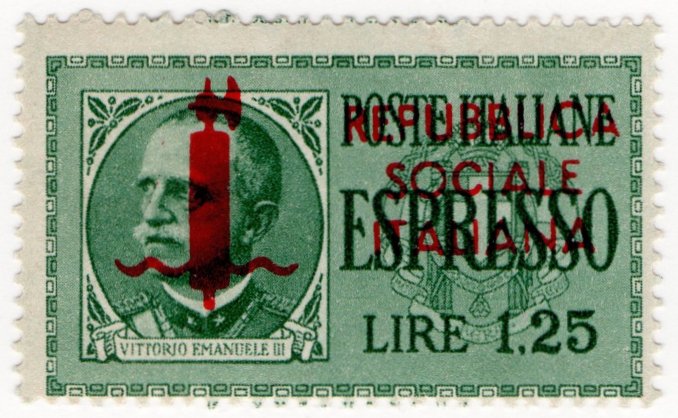 POSTE ITALIANE
REPUBBLICA
SOCIALE
ESPRESSO
ITALIANA
LIRE 1,25
VITTORIO EMANUELE III